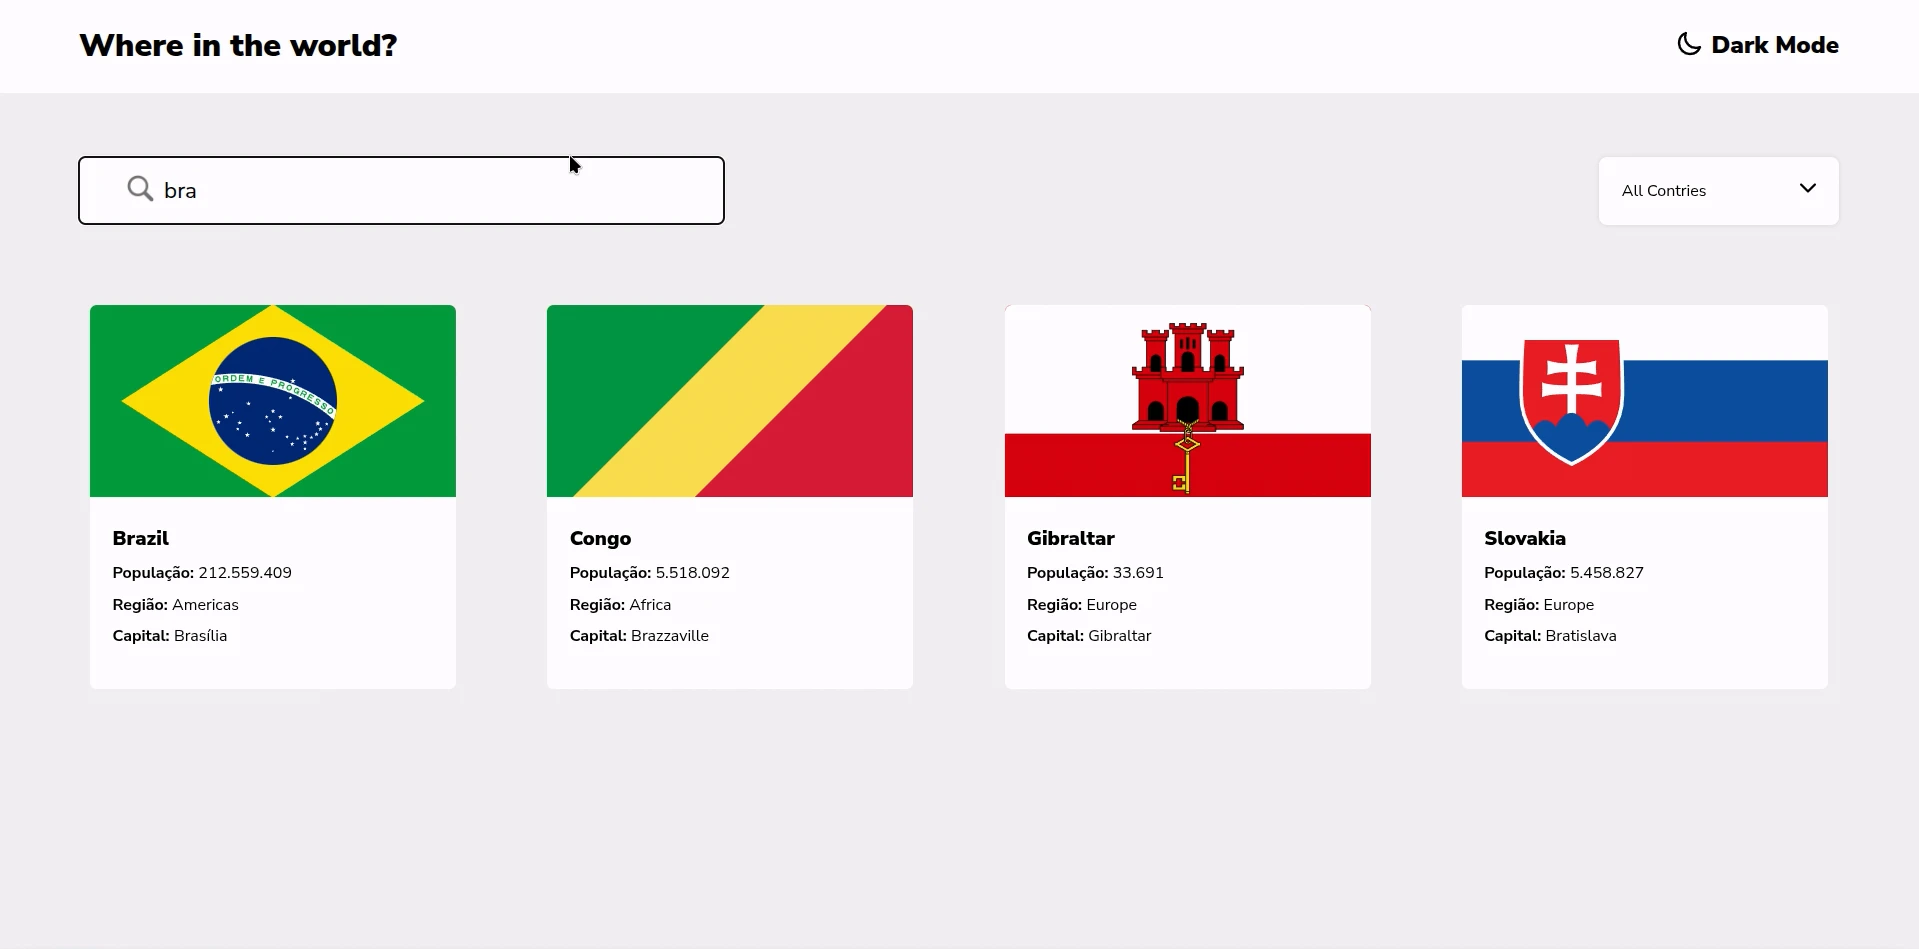 Where in the world?
Dark Mode
bra
All Contries
ORDEM E PROGRESSO
Brazil
População: 212.559.409
Região: Americas
Capital: Brasília
Congo
População: 5.518.092
Região: Africa
Capital: Brazzaville
Gibraltar
População: 33.691
Região: Europe
Capital: Gibraltar
Slovakia
População: 5.458.827
Região: Europe
Capital: Bratislava